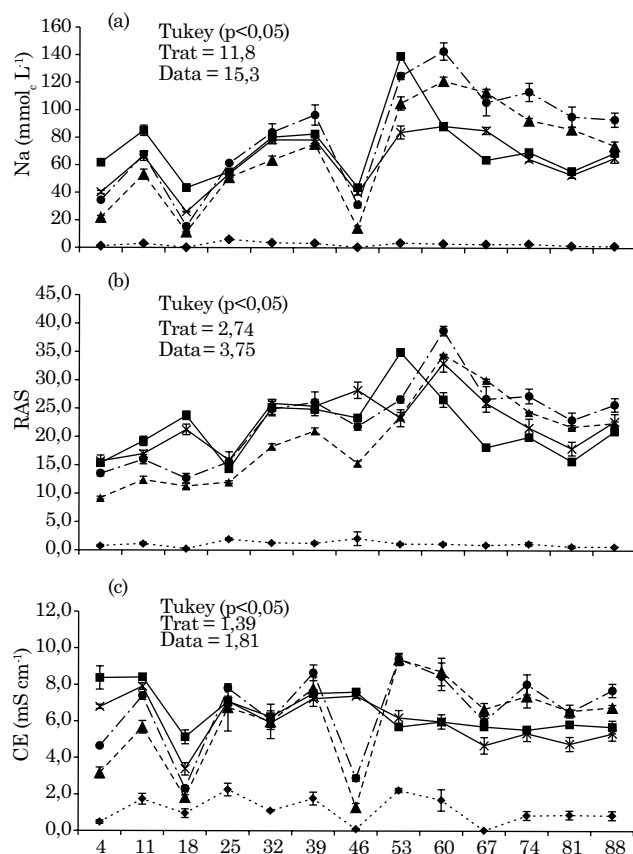 (a)
Tukey (p<0,05)
Trat = 11,8
Data = 15,3
Na (mmol_c L⁻¹)
160
140
120
100
80
60
40
20
0
(b)
Tukey (p<0,05)
Trat = 2,74
Data = 3,75
RAS
45,0
40,0
35,0
30,0
25,0
20,0
15,0
10,0
5,0
0,0
(c)
Tukey (p<0,05)
Trat = 1,39
Data = 1,81
CE (mS cm⁻¹)
12,0
10,0
8,0
6,0
4,0
2,0
0,0
4 11 18 25 32 39 46 53 60 67 74 81 88